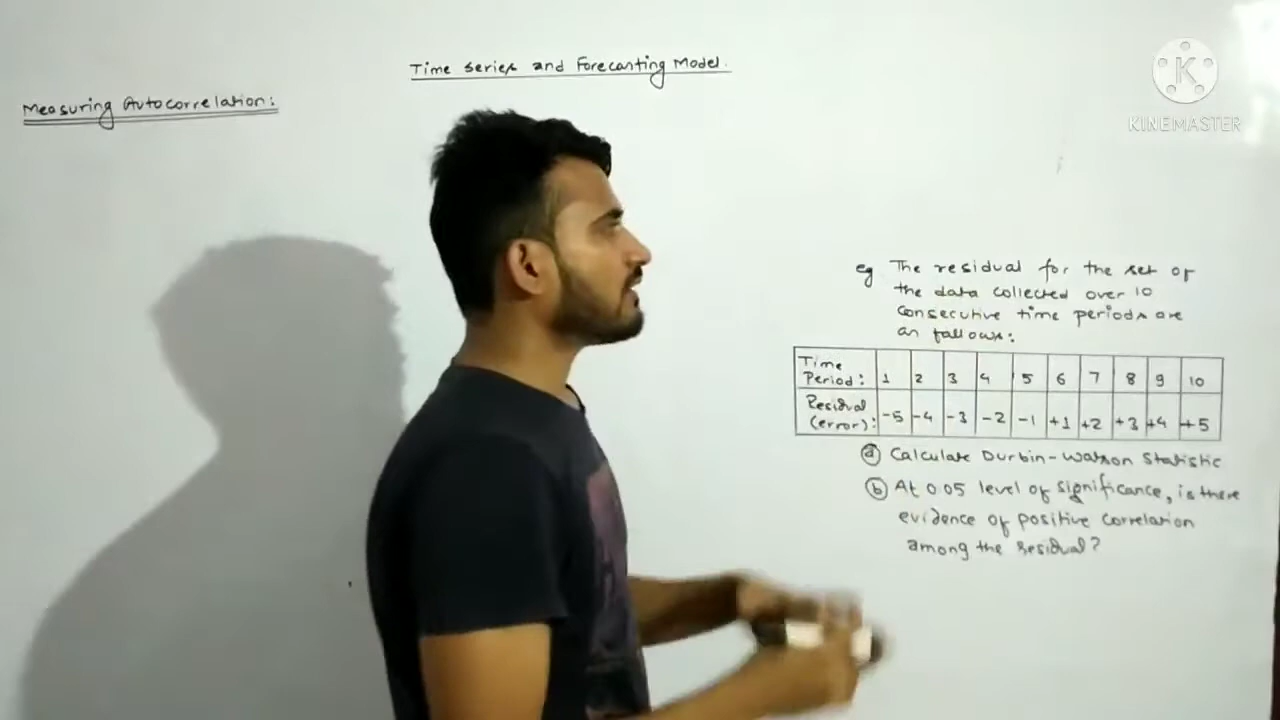 Time Series and Forecasting Model.
Measuring Autocorrelation:
KINEMASTER
eg The residual for the set of
the data collected over 10
consecutive time periods are
as follows:
Time Period: 1 2 3 4 5 6 7 8 9 10
Residual (error): -5 -4 -3 -2 -1 +1 +2 +3 +4 +5
(a) Calculate Durbin-Watson Statistic
(b) At 0.05 level of significance, is there
evidence of positive correlation
among the residual?